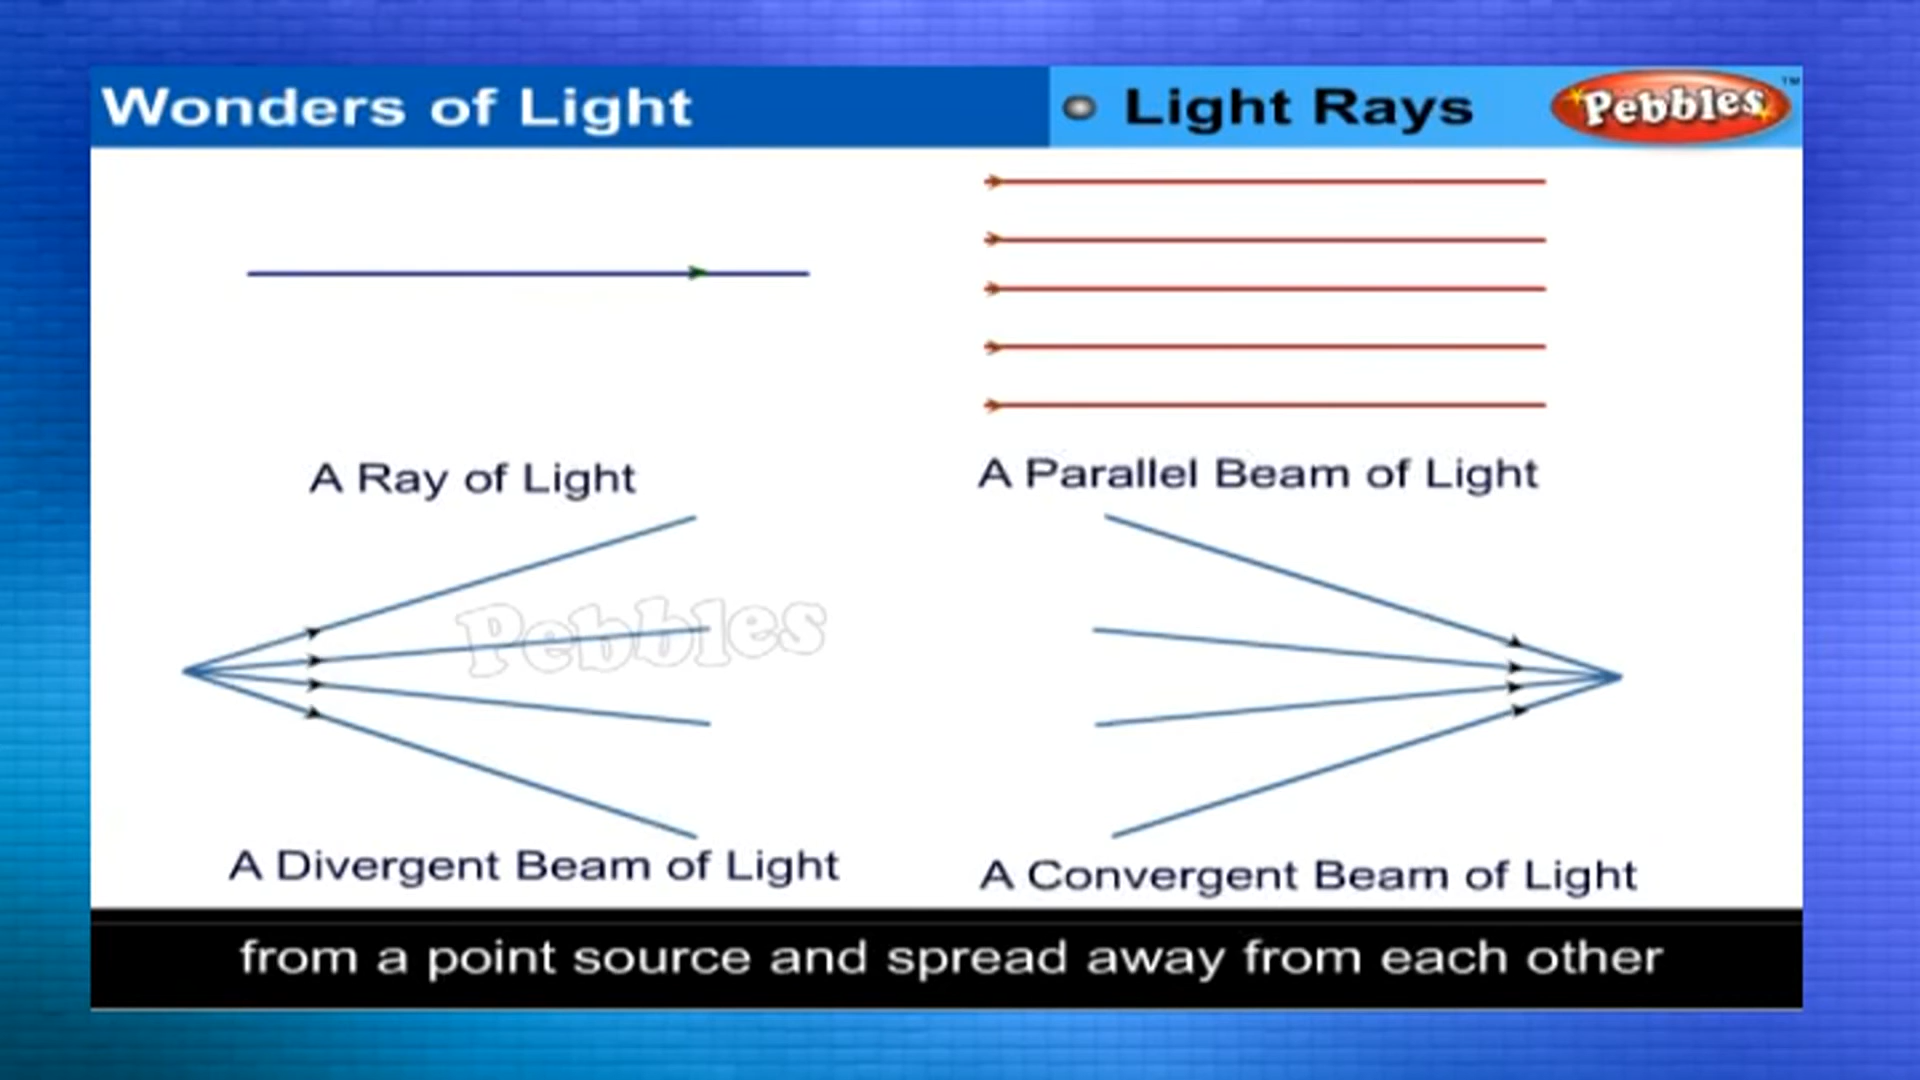 Wonders of Light
Light Rays
Pebbles™
A Ray of Light
A Parallel Beam of Light
Pebbles
A Divergent Beam of Light
A Convergent Beam of Light
from a point source and spread away from each other